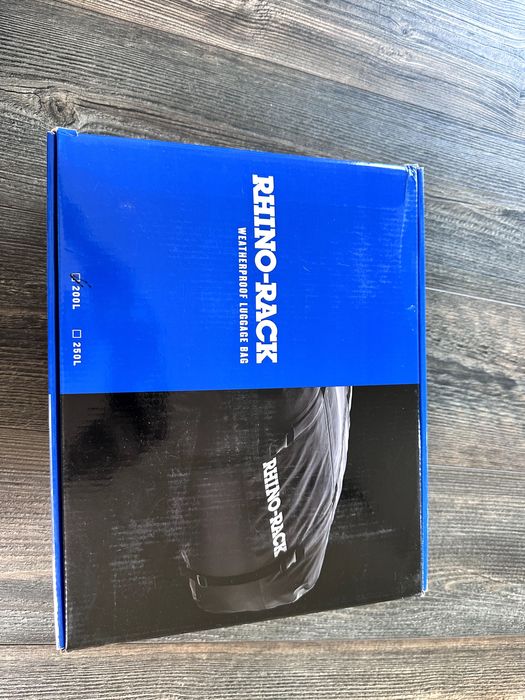 RHINO-RACK
WEATHERPROOF LUGGAGE BAG
200L
250L
RHINO-RACK